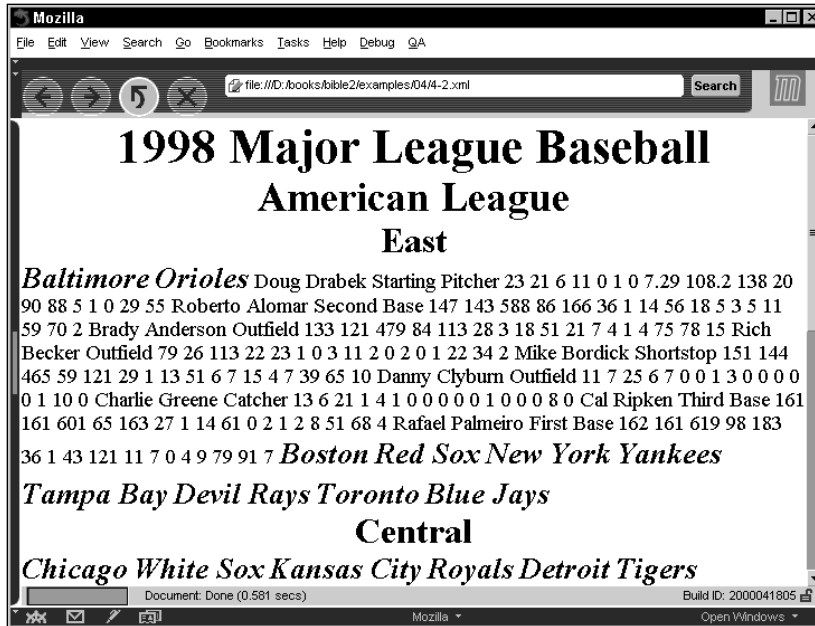 Mozilla
File Edit View Search Go Bookmarks Tasks Help Debug QA
file:///D:/books/bible2/examples/04/4-2.xml
Search
1998 Major League Baseball
American League
East
Baltimore Orioles Doug Drabek Starting Pitcher 23 21 6 11 0 1 0 7.29 108.2 138 20
90 88 5 1 0 29 55 Roberto Alomar Second Base 147 143 588 86 166 36 1 14 56 18 5 3 5 11
59 70 2 Brady Anderson Outfield 133 121 479 84 113 28 3 18 51 21 7 4 1 4 75 78 15 Rich
Becker Outfield 79 26 113 22 23 1 0 3 11 2 0 2 0 1 22 34 2 Mike Bordick Shortstop 151 144
465 59 121 29 1 13 51 6 7 15 4 7 39 65 10 Danny Clyburn Outfield 11 7 25 6 7 0 0 1 3 0 0 0 0
0 1 10 0 Charlie Greene Catcher 13 6 21 1 4 1 0 0 0 0 0 1 0 0 0 8 0 Cal Ripken Third Base 161
161 601 65 163 27 1 14 61 0 2 1 2 8 51 68 4 Rafael Palmeiro First Base 162 161 619 98 183
36 1 43 121 11 7 0 4 9 79 91 7 Boston Red Sox New York Yankees
Tampa Bay Devil Rays Toronto Blue Jays
Central
Chicago White Sox Kansas City Royals Detroit Tigers
Document: Done (0.581 secs) Build ID: 2000041805
Mozilla Open Windows